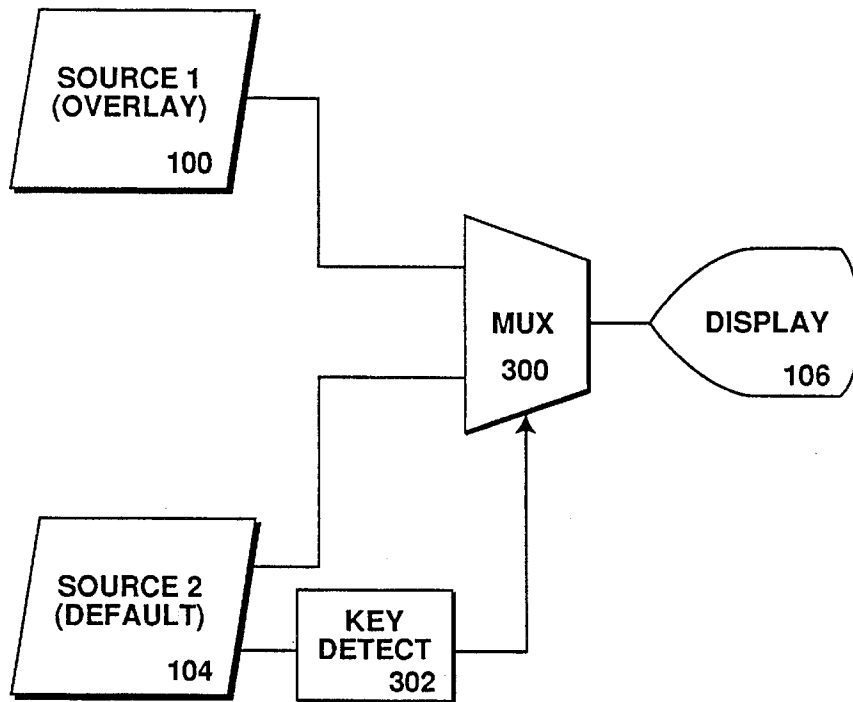 SOURCE 1
(OVERLAY)
100
MUX
300
DISPLAY
106
SOURCE 2
(DEFAULT)
104
KEY
DETECT
302